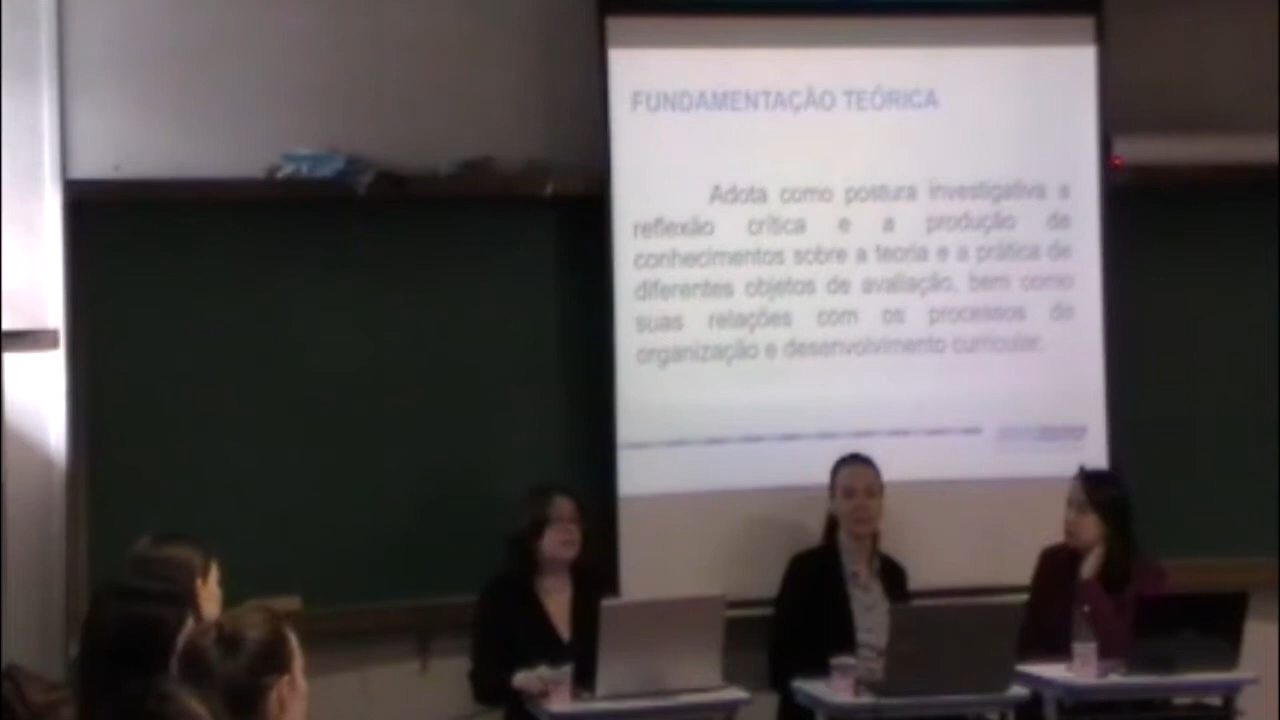 FUNDAMENTAÇÃO TEÓRICA
Adota como postura investigativa a
reflexão crítica e a produção de
conhecimentos sobre a teoria e a prática de
diferentes objetos de avaliação, bem como
suas relações com os processos de
organização e desenvolvimento curricular.